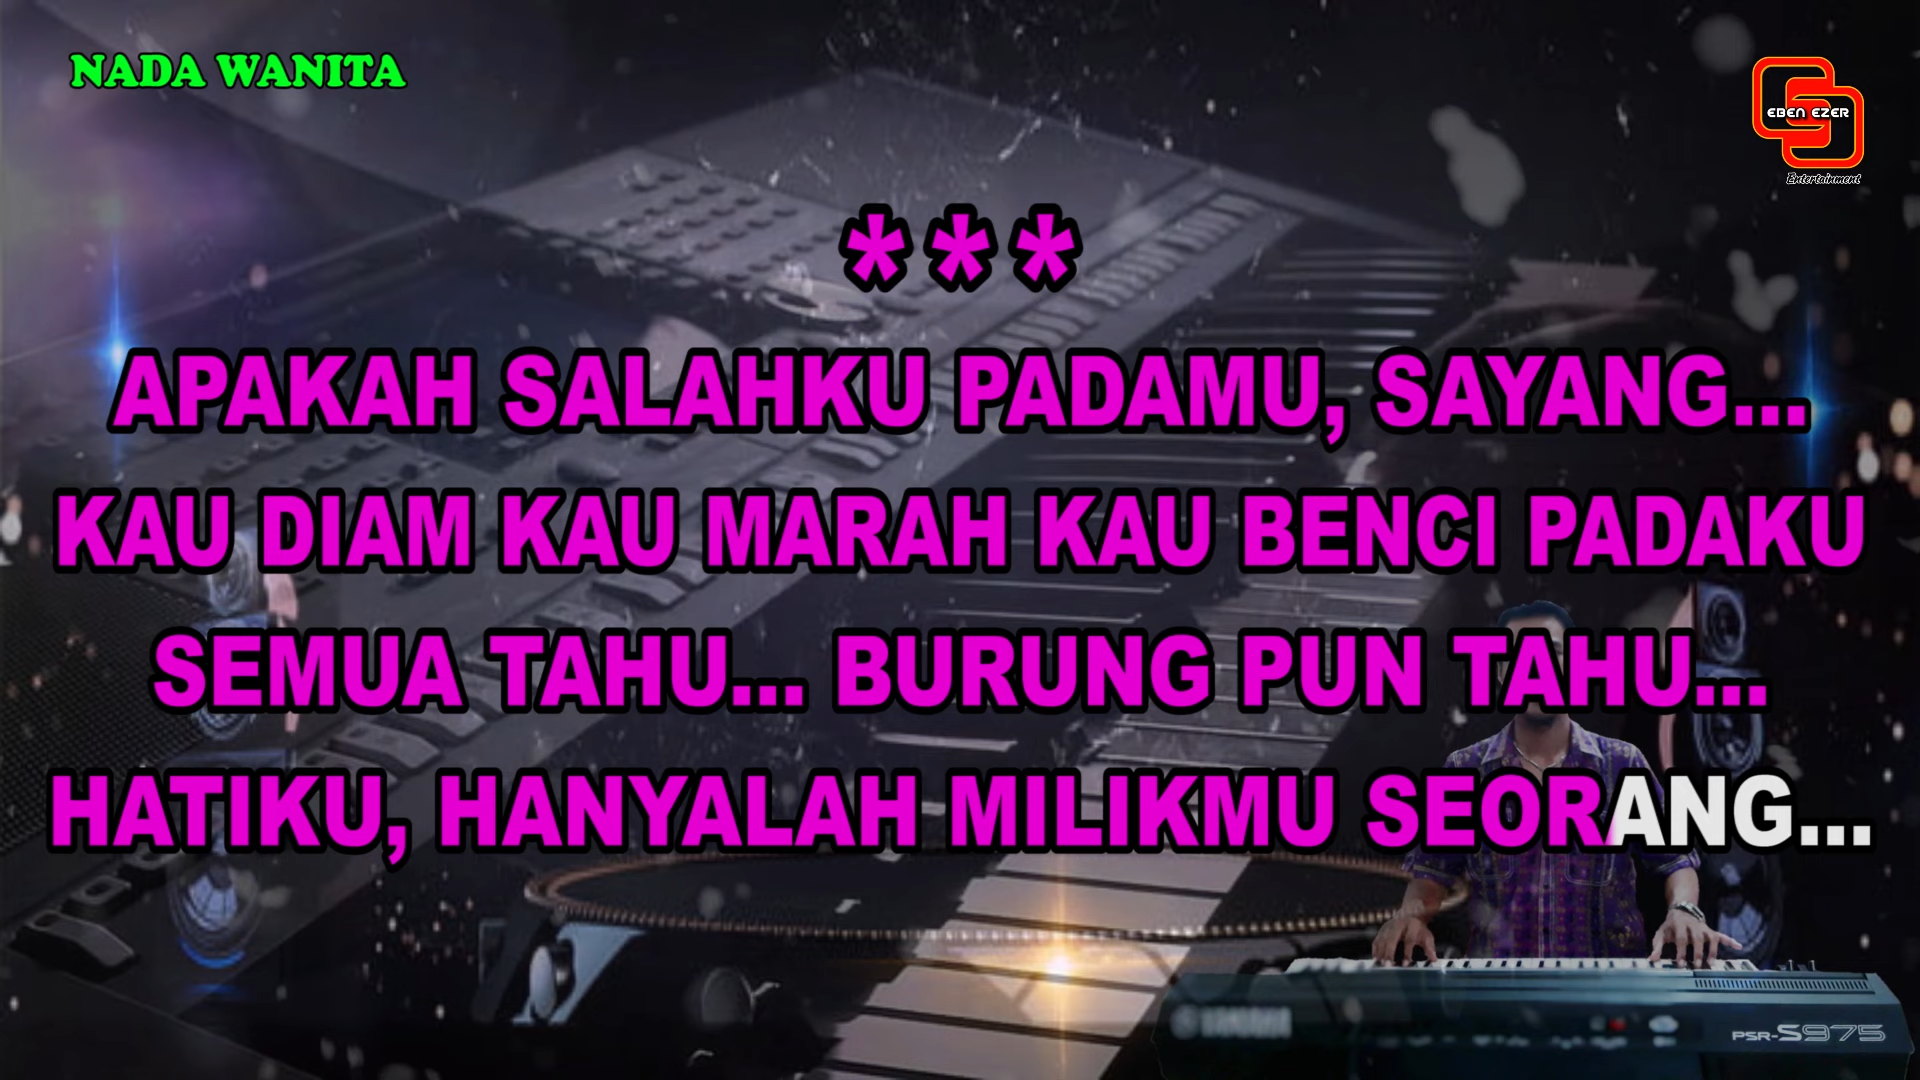 NADA WANITA
EBEN EZER
Entertainment
***
APAKAH SALAHKU PADAMU, SAYANG...
KAU DIAM KAU MARAH KAU BENCI PADAKU
SEMUA TAHU... BURUNG PUN TAHU...
HATIKU, HANYALAH MILIKMU SEORANG...
YAMAHA
PSR-S975